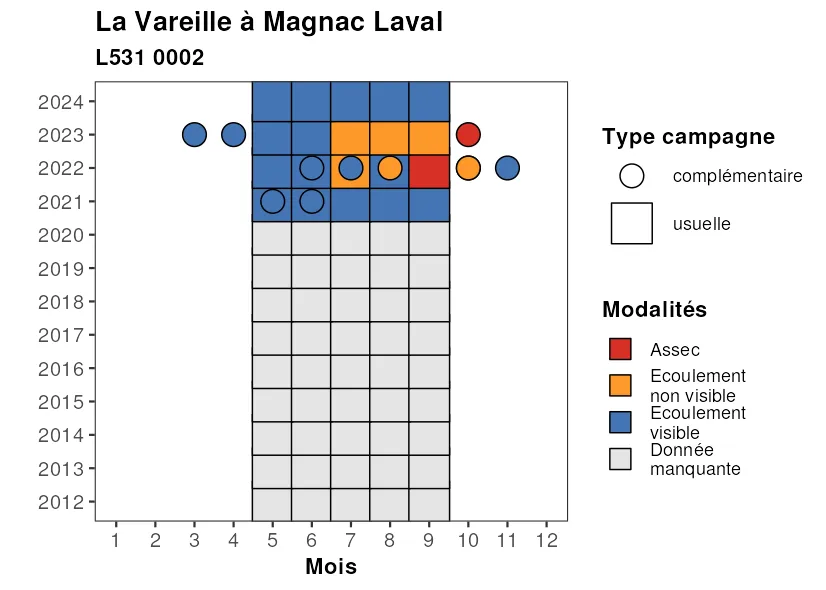 La Vareille à Magnac Laval
L531 0002
2024
2023
2022
2021
2020
2019
2018
2017
2016
2015
2014
2013
2012
1 2 3 4 5 6 7 8 9 10 11 12
Mois
Type campagne
complémentaire
usuelle
Modalités
Assec
Ecoulement
non visible
Ecoulement
visible
Donnée
manquante